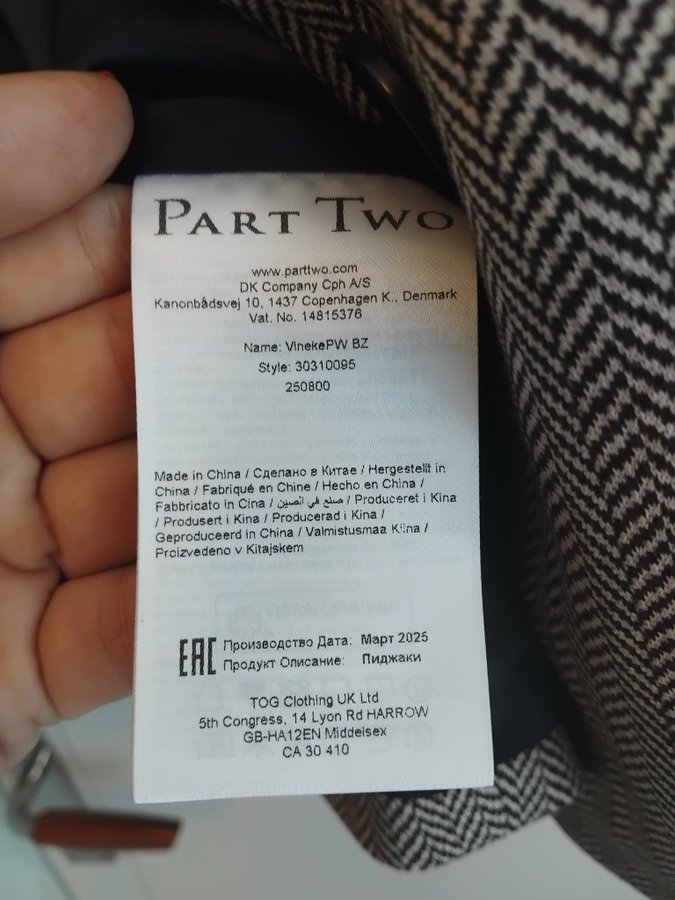 PART TWO
www.parttwo.com
DK Company Cph A/S
Kanonbådsvej 10, 1437 Copenhagen K., Denmark
Vat. No. 14815376
Name: VinekePW BZ
Style: 30310095
250800
Made in China / Сделано в Китае / Hergestellt in
China / Fabriqué en Chine / Hecho en China /
Fabbricato in Cina / صنع في الصين / Produceret i Kina
/ Produsert i Kina / Producerad i Kina /
Geproduceerd in China / Valmistusmaa Kiina /
Proizvedeno v Kitajskem
EAC Производство Дата: Март 2025
Продукт Описание: Пиджаки
TOG Clothing UK Ltd
5th Congress, 14 Lyon Rd HARROW
GB-HA12EN Middelsex
CA 30 410